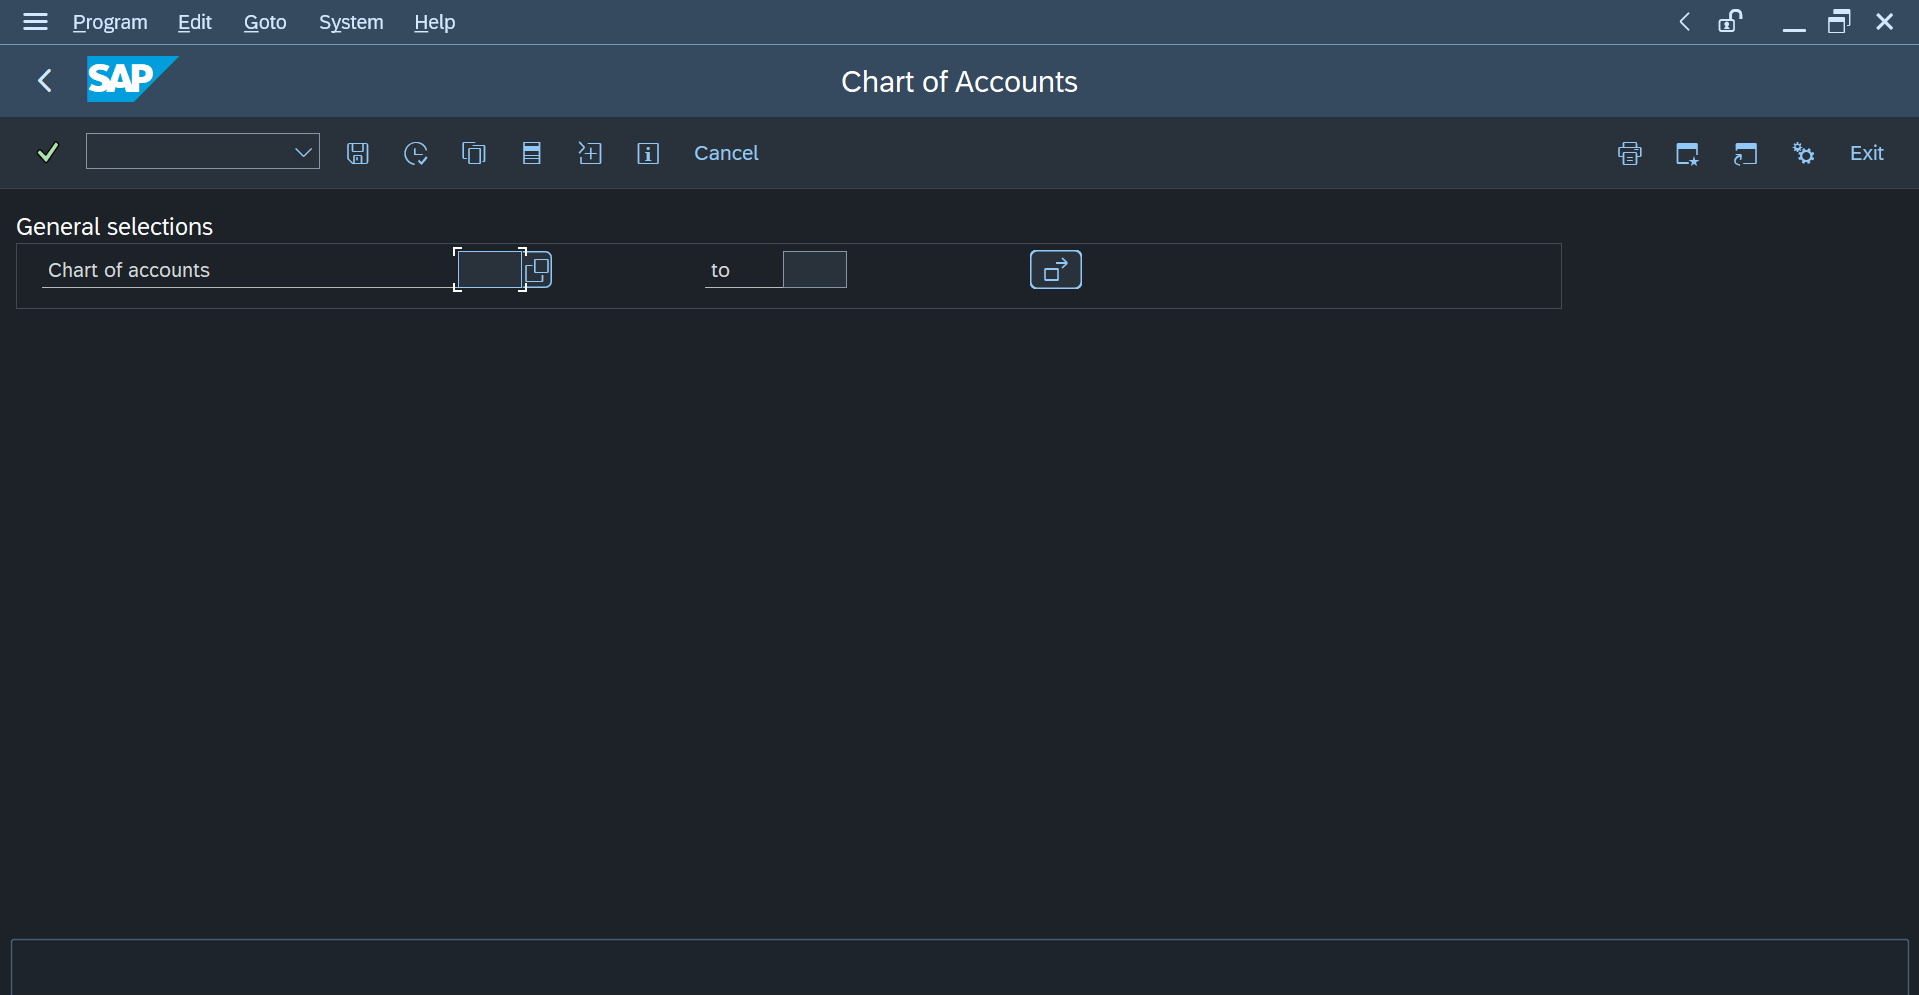 Program Edit Goto System Help
SAP Chart of Accounts
Cancel Exit
General selections
Chart of accounts to